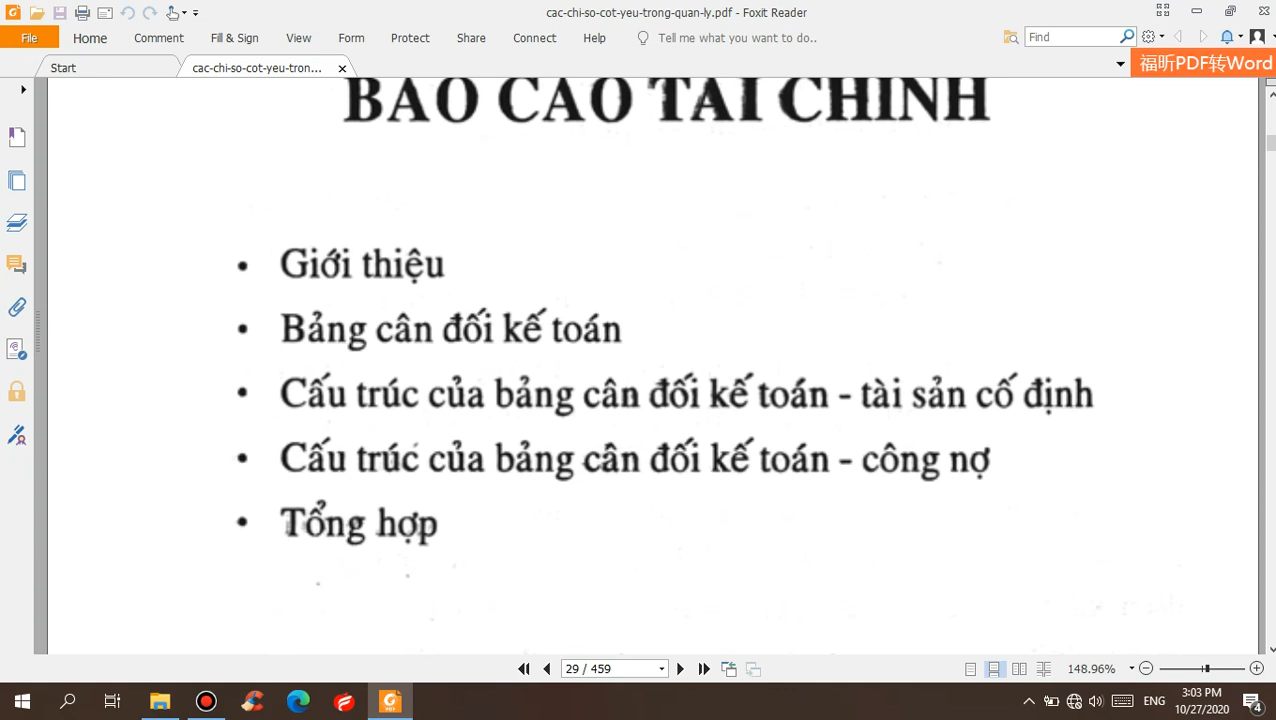 cac-chi-so-cot-yeu-trong-quan-ly.pdf - Foxit Reader
File Home Comment Fill & Sign View Form Protect Share Connect Help Tell me what you want to do.. Find
Start cac-chi-so-cot-yeu-tron... 福昕PDF转Word
BÁO CÁO TÀI CHÍNH
• Giới thiệu
• Bảng cân đối kế toán
• Cấu trúc của bảng cân đối kế toán - tài sản cố định
• Cấu trúc của bảng cân đối kế toán - công nợ
• Tổng hợp
29 / 459 148.96%
ENG 3:03 PM
10/27/2020 4